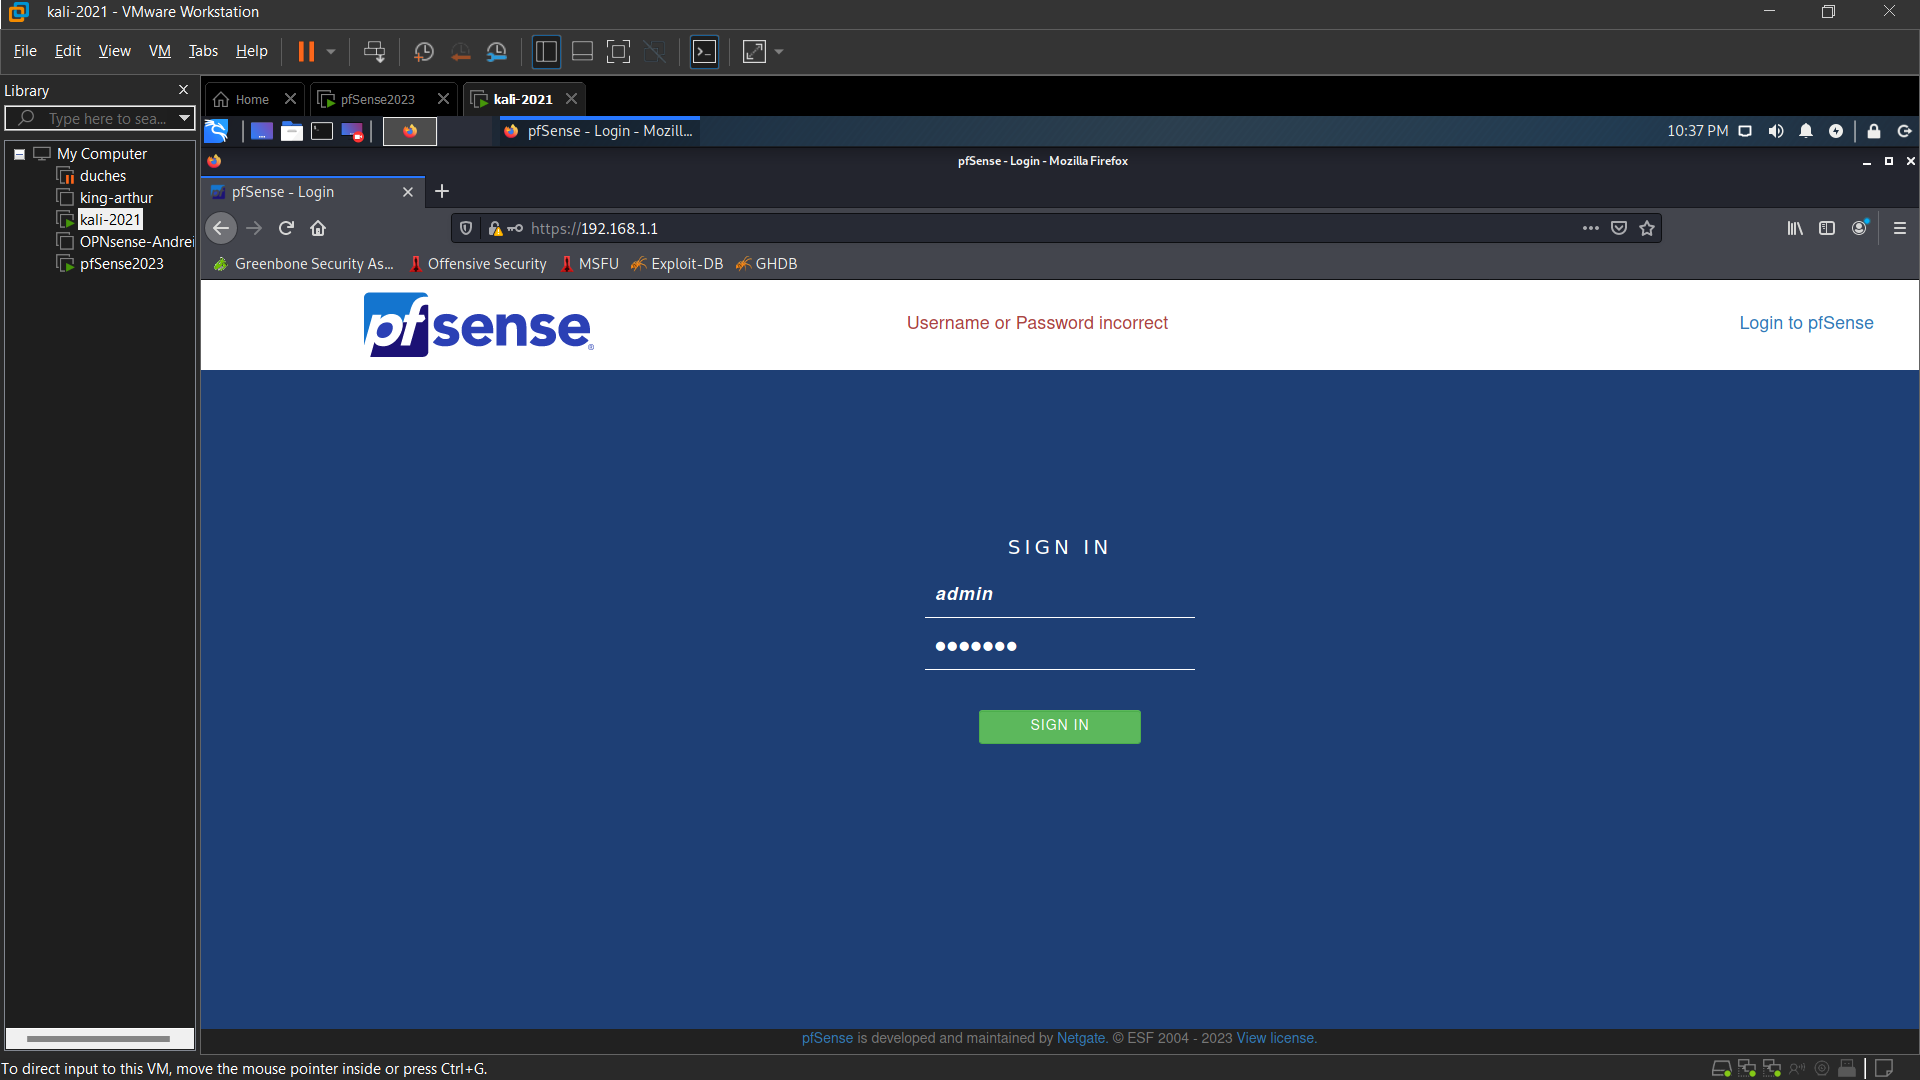 kali-2021 - VMware Workstation
File Edit View VM Tabs Help
Library
Type here to sea...
My Computer
duches
king-arthur
kali-2021
OPNsense-Andrei
pfSense2023
Home pfSense2023 kali-2021
pfSense - Login - Mozill... 10:37 PM
pfSense - Login - Mozilla Firefox
pfSense - Login
https://192.168.1.1
Greenbone Security As... Offensive Security MSFU Exploit-DB GHDB
pfsense Username or Password incorrect Login to pfSense
SIGN IN
admin
●●●●●●●
SIGN IN
pfSense is developed and maintained by Netgate. © ESF 2004 - 2023 View license.
To direct input to this VM, move the mouse pointer inside or press Ctrl+G.